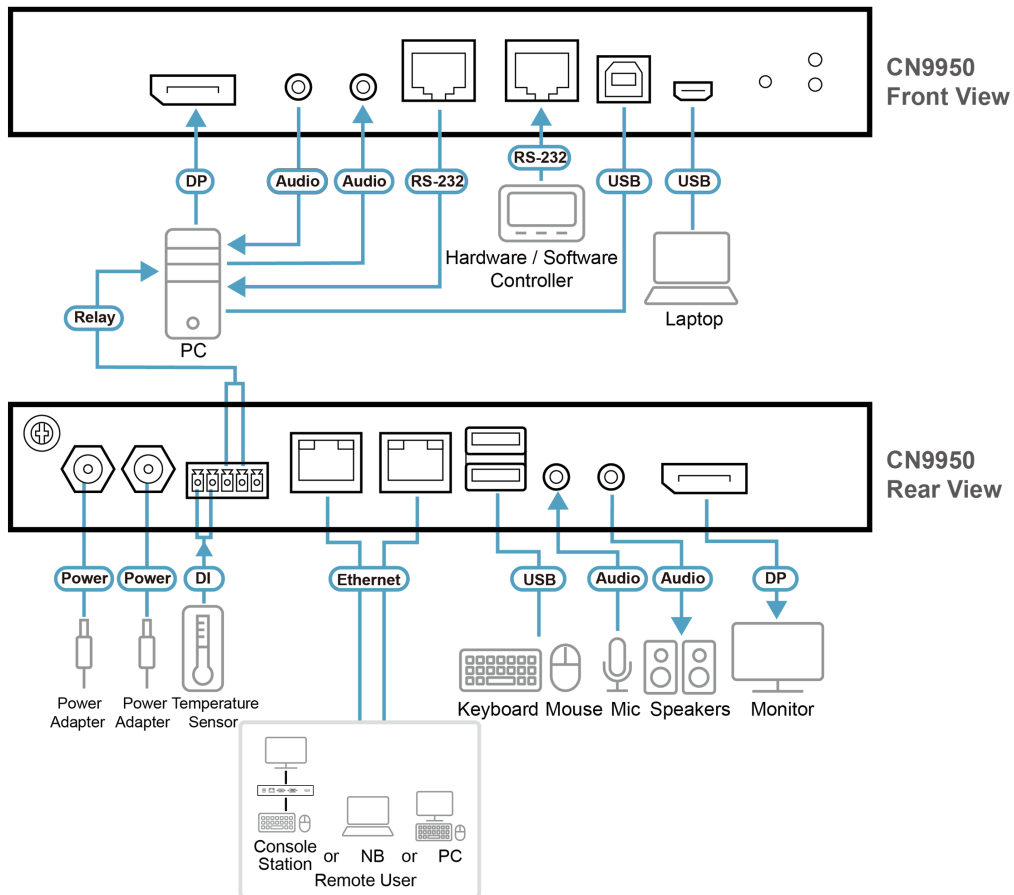 CN9950
Front View
DP
Audio
Audio
RS-232
RS-232
USB
USB
Hardware / Software
Controller
Laptop
Relay
PC
CN9950
Rear View
Power
Power
DI
Ethernet
USB
Audio
Audio
DP
Power
Adapter
Power
Adapter
Temperature
Sensor
Keyboard
Mouse
Mic
Speakers
Monitor
Console
Station
or
NB
or
PC
Remote User